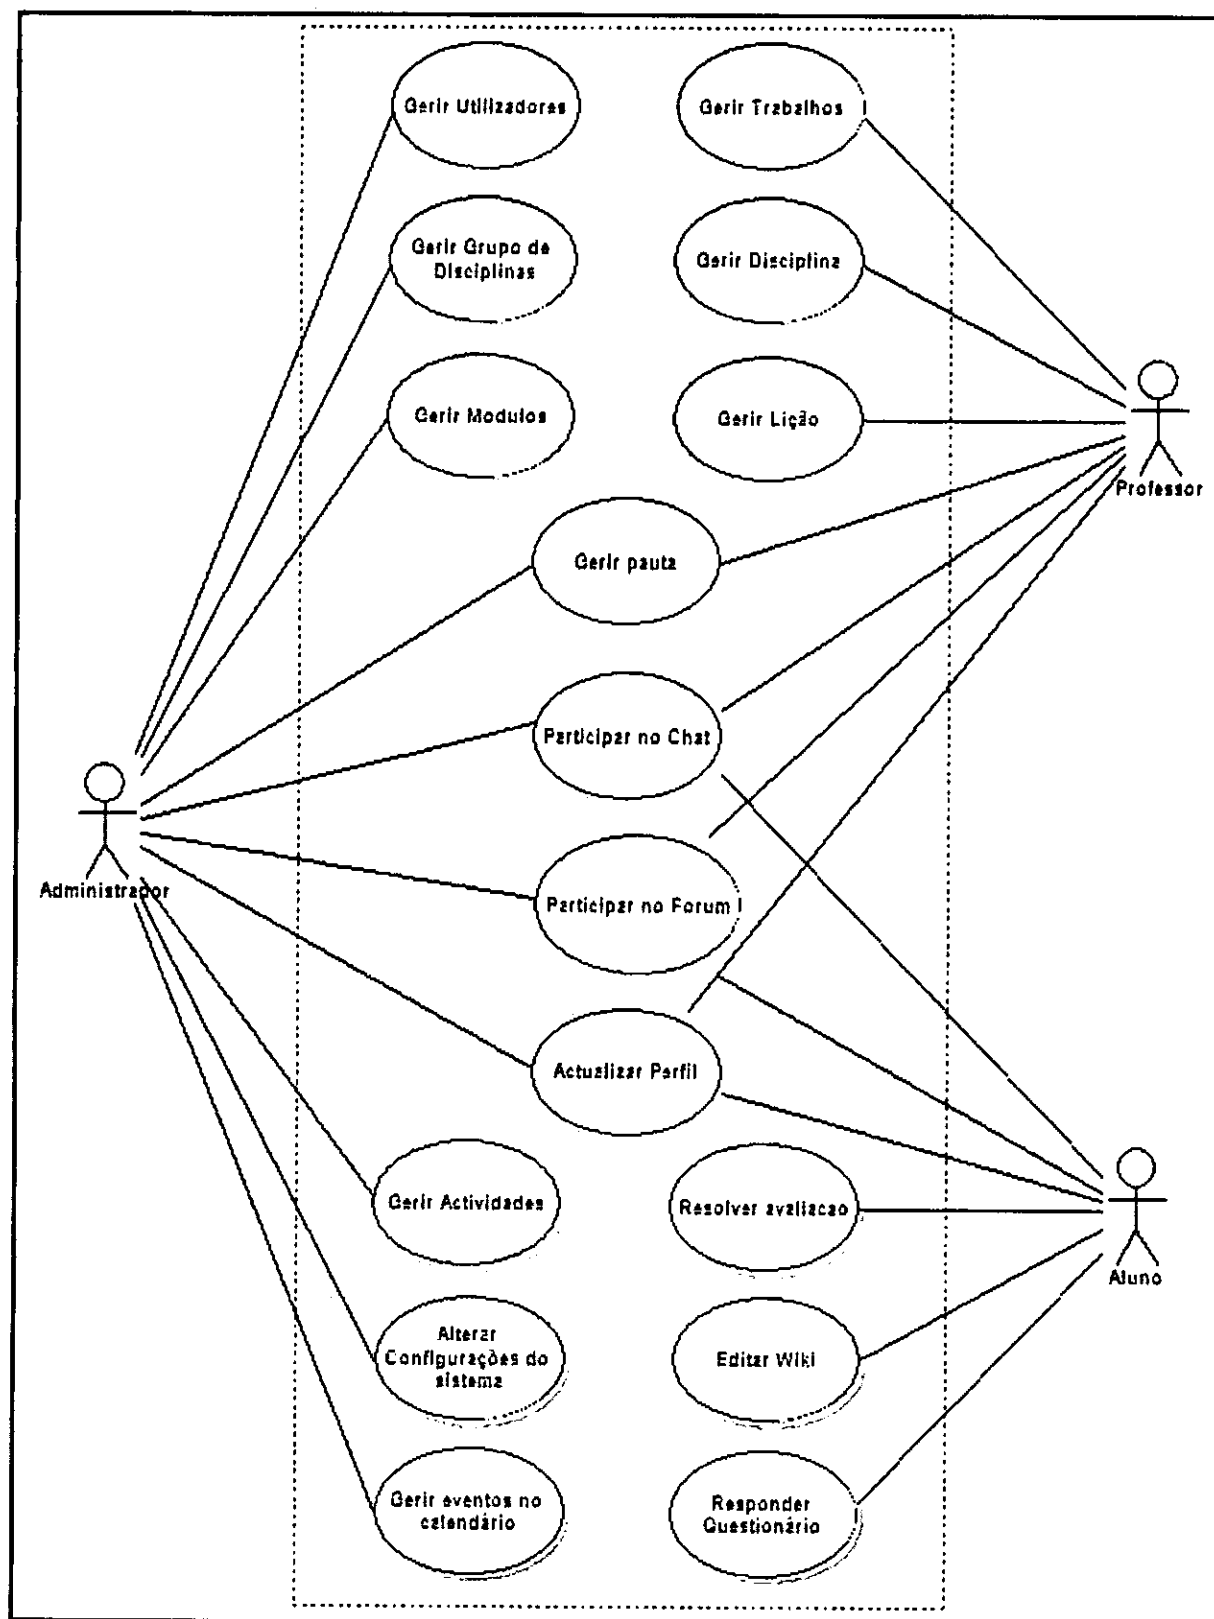 Gerir Utilizadores
Gerir Trabalhos
Gerir Grupo de
Disciplinas
Gerir Disciplina
Gerir Modulos
Gerir Lição
Professor
Gerir pauta
Participar no Chat
Administrador
Participar no Forum
Actualizar Perfil
Gerir Actividades
Resolver avaliacao
Aluno
Alterar
Configurações do
sistema
Editar Wiki
Gerir eventos no
calendário
Responder
Questionário